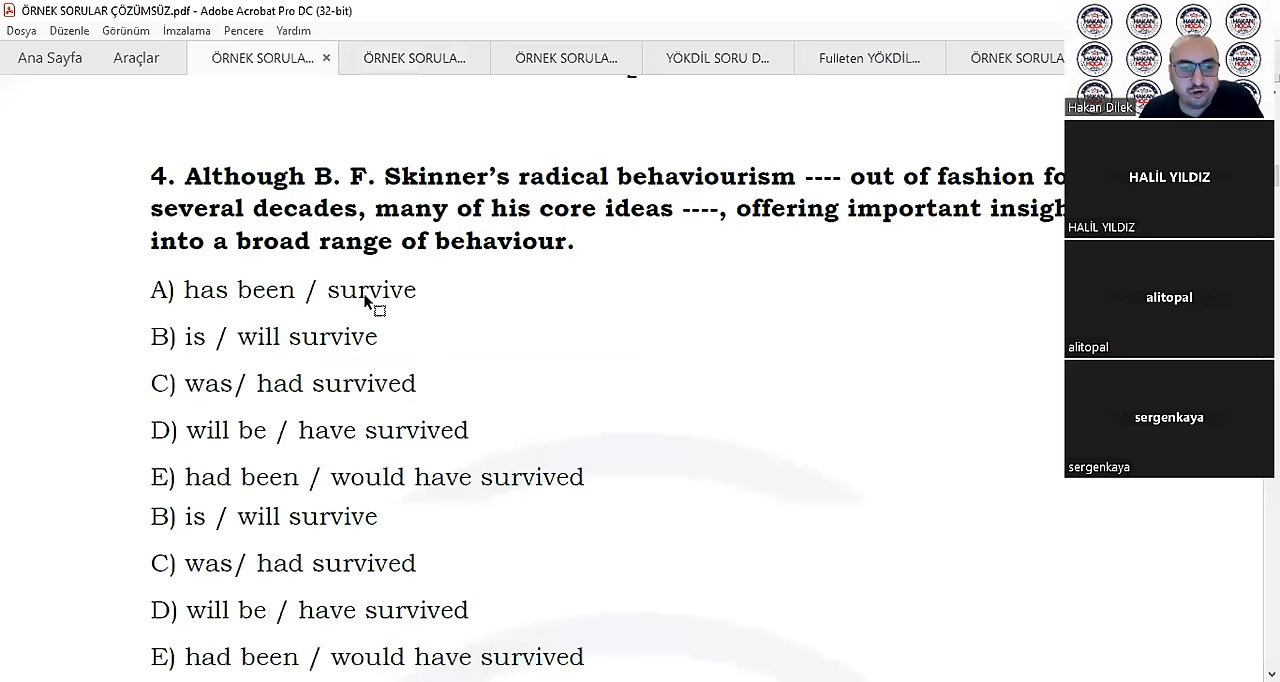 ÖRNEK SORULAR ÇÖZÜMSÜZ.pdf - Adobe Acrobat Pro DC (32-bit)
Dosya Düzenle Görünüm İmzalama Pencere Yardım
Ana Sayfa Araçlar ÖRNEK SORULA... × ÖRNEK SORULA... ÖRNEK SORULA... YÖKDİL SORU D... Fulleten YÖKDİL... ÖRNEK SORULA
4. Although B. F. Skinner's radical behaviourism ---- out of fashion fo
several decades, many of his core ideas ----, offering important insigh
into a broad range of behaviour.
A) has been / survive
B) is / will survive
C) was/ had survived
D) will be / have survived
E) had been / would have survived
B) is / will survive
C) was/ had survived
D) will be / have survived
E) had been / would have survived
HAKAN HOCA
Hakan Dilek
HALİL YILDIZ
HALİL YILDIZ
alitopal
alitopal
sergenkaya
sergenkaya